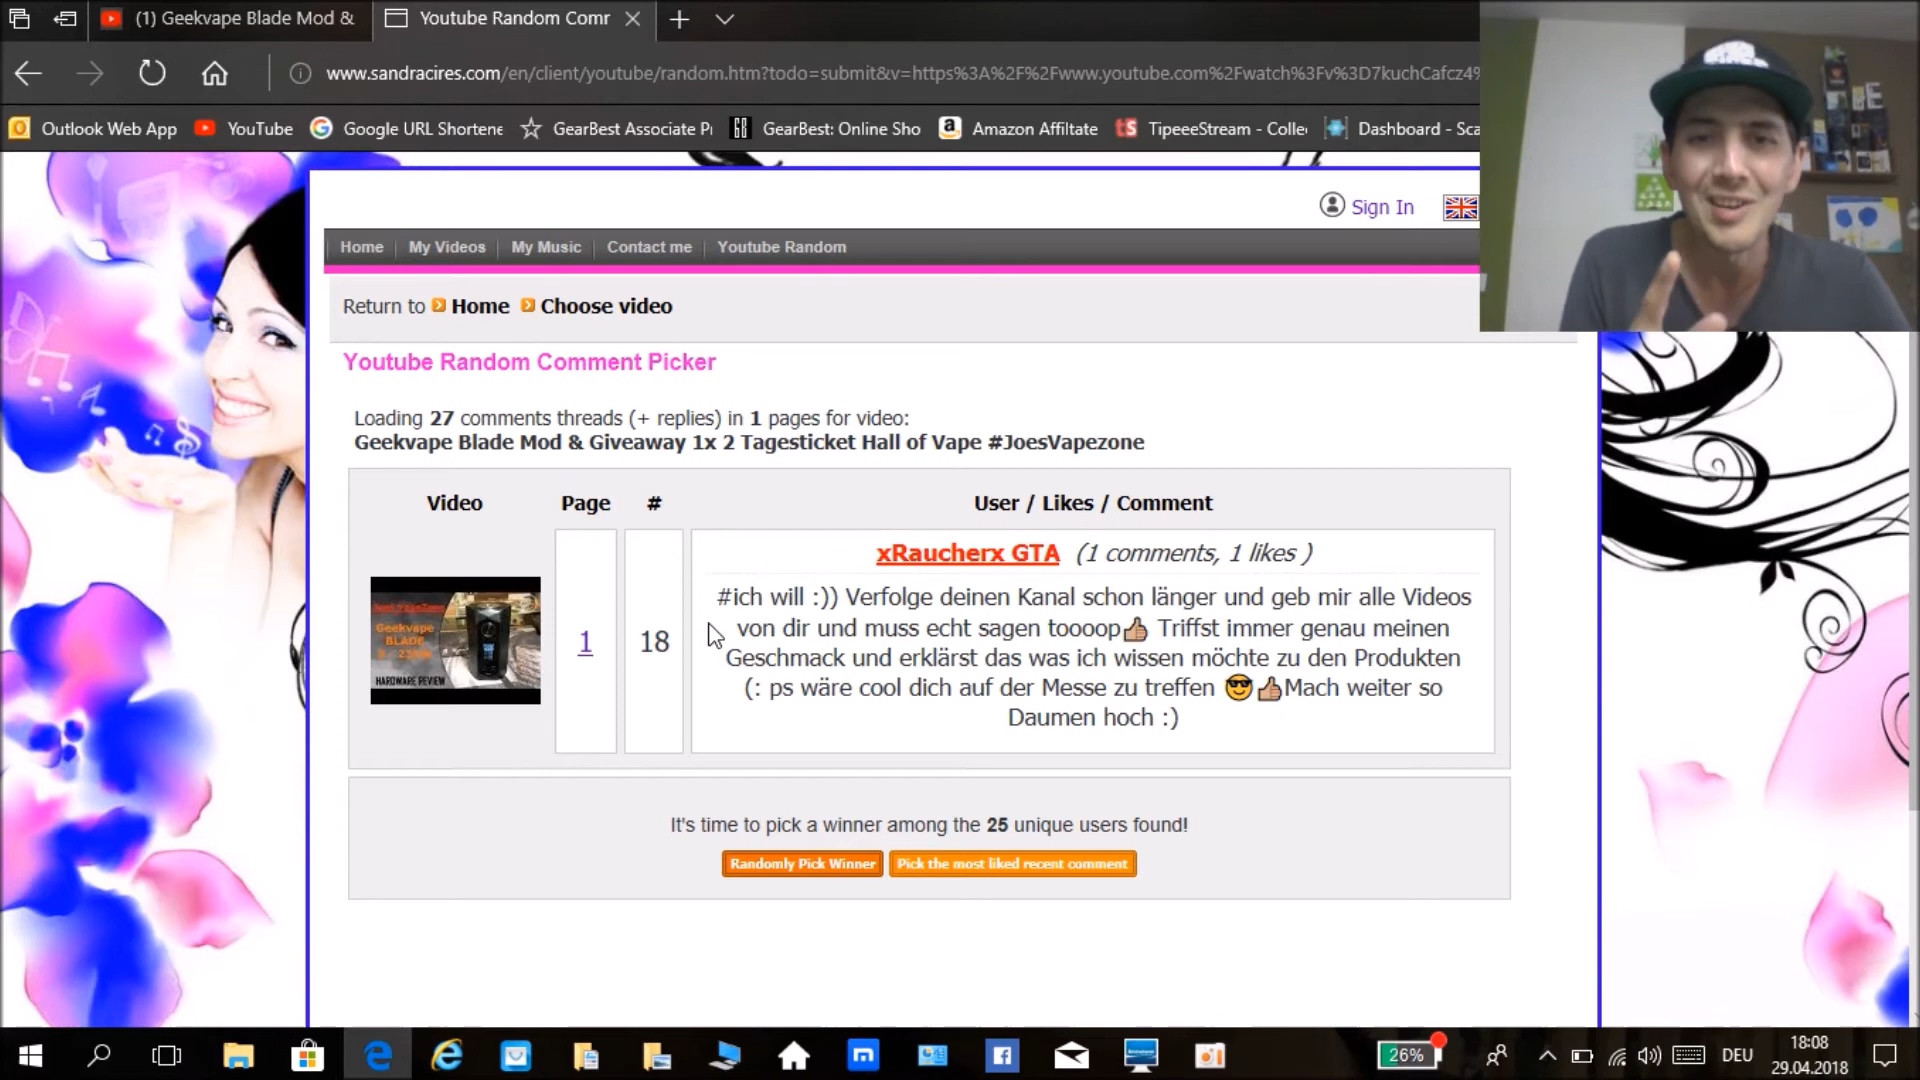 (1) Geekvape Blade Mod &
Youtube Random Comr
www.sandracires.com/en/client/youtube/random.htm?todo=submit&v=https%3A%2F%2Fwww.youtube.com%2Fwatch%3Fv%3D7kuchCafcz4%
Outlook Web App YouTube Google URL Shortene GearBest Associate P GearBest: Online Sho Amazon Affiltate TipeeeStream - Colle Dashboard - Sca
Sign In
Home My Videos My Music Contact me Youtube Random
Return to Home Choose video
Youtube Random Comment Picker
Loading 27 comments threads (+ replies) in 1 pages for video:
Geekvape Blade Mod & Giveaway 1x 2 Tagesticket Hall of Vape #JoesVapezone
Video Page # User / Likes / Comment
xRaucherx GTA (1 comments, 1 likes )
#ich will :)) Verfolge deinen Kanal schon länger und geb mir alle Videos
von dir und muss echt sagen toooop👍 Triffst immer genau meinen
Geschmack und erklärst das was ich wissen möchte zu den Produkten
(: ps wäre cool dich auf der Messe zu treffen 😎👍Mach weiter so
Daumen hoch :)
1 18
Geekvape
BLADE
HARDWARE REVIEW
It's time to pick a winner among the 25 unique users found!
Randomly Pick Winner Pick the most liked recent comment
26% DEU 18:08
29.04.2018